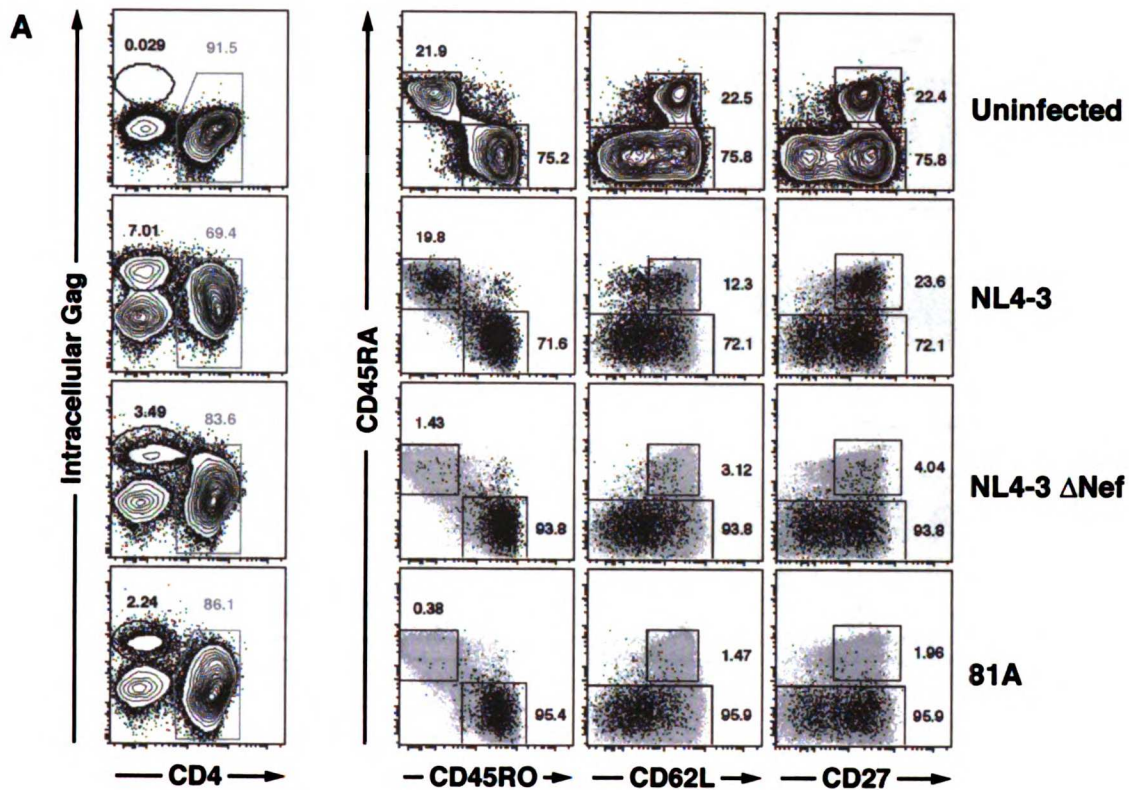 A
Intracellular Gag
CD45RA
0.029
91.5
21.9
75.2
22.5
75.8
22.4
75.8
Uninfected
7.01
69.4
19.8
71.6
12.3
72.1
23.6
72.1
NL4-3
3.49
83.6
1.43
93.8
3.12
93.8
4.04
93.8
NL4-3 ΔNef
2.24
86.1
0.38
95.4
1.47
95.9
1.96
95.9
81A
CD4
CD45RO
CD62L
CD27